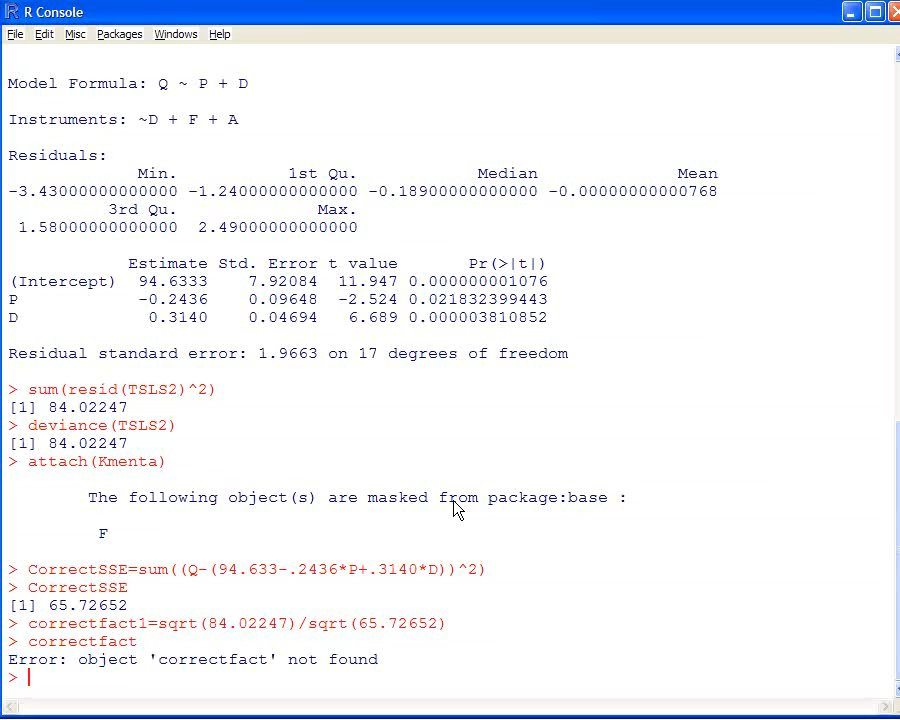 R Console
File Edit Misc Packages Windows Help
Model Formula: Q ~ P + D
Instruments: ~D + F + A
Residuals:
Min. 1st Qu. Median Mean
-3.43000000000000 -1.24000000000000 -0.18900000000000 -0.00000000000768
3rd Qu. Max.
1.58000000000000 2.49000000000000
Estimate Std. Error t value Pr(>|t|)
(Intercept) 94.6333 7.92084 11.947 0.000000001076
P -0.2436 0.09648 -2.524 0.021832399443
D 0.3140 0.04694 6.689 0.000003810852
Residual standard error: 1.9663 on 17 degrees of freedom
> sum(resid(TSLS2)^2)
[1] 84.02247
> deviance(TSLS2)
[1] 84.02247
> attach(Kmenta)
The following object(s) are masked from package:base :
F
> CorrectSSE=sum((Q-(94.633-.2436*P+.3140*D))^2)
> CorrectSSE
[1] 65.72652
> correctfact1=sqrt(84.02247)/sqrt(65.72652)
> correctfact
Error: object 'correctfact' not found
>